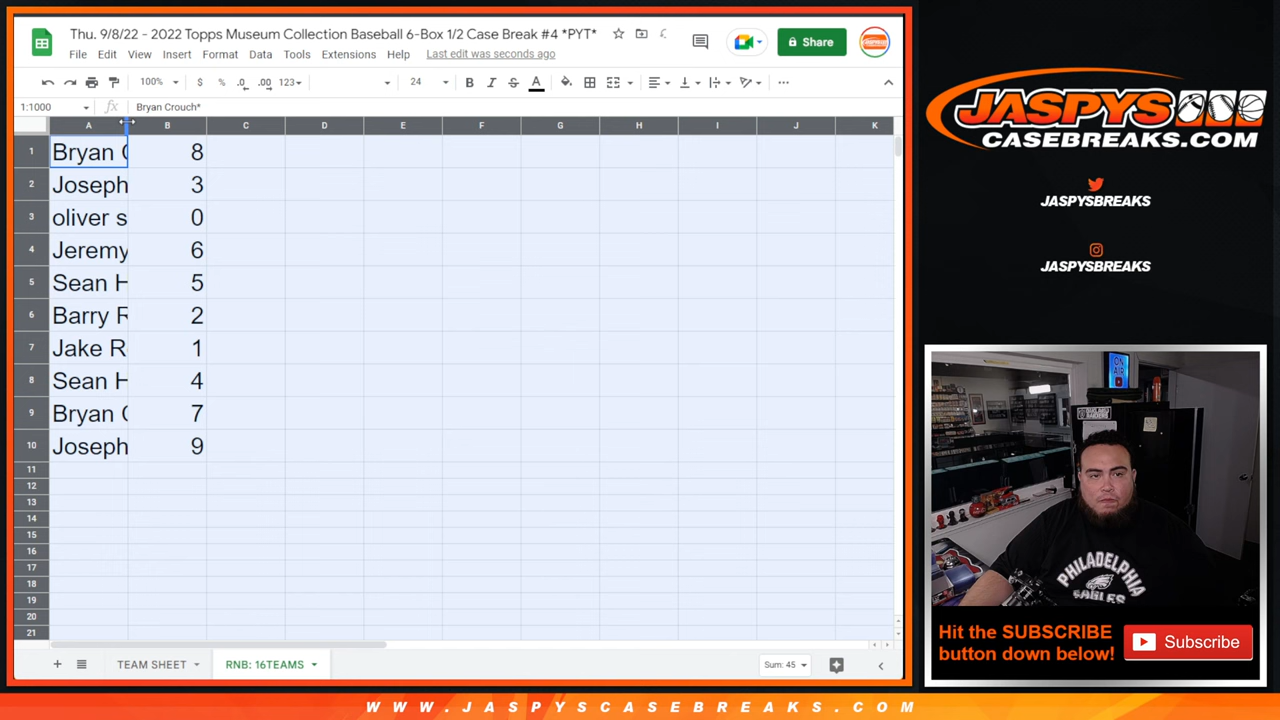 Thu. 9/8/22 - 2022 Topps Museum Collection Baseball 6-Box 1/2 Case Break #4 *PYT*
Share
File Edit View Insert Format Data Tools Extensions Help Last edit was seconds ago
100% $ % .0 .00 123 24 B I S A
1:1000 fx Bryan Crouch*
A B C D E F G H I J K
1 Bryan C 8
2 Joseph 3
3 oliver s 0
4 Jeremy 6
5 Sean H 5
6 Barry R 2
7 Jake R 1
8 Sean H 4
9 Bryan C 7
10 Joseph 9
11
12
13
14
15
16
17
18
19
20
21
TEAM SHEET RNB: 16TEAMS Sum: 45
JASPYS
CASEBREAKS.COM
JASPYSBREAKS
JASPYSBREAKS
ON
AIR
PHILADELPHIA
EAGLES
Hit the SUBSCRIBE
button down below!
Subscribe
WWW.JASPYSCASEBREAKS.COM